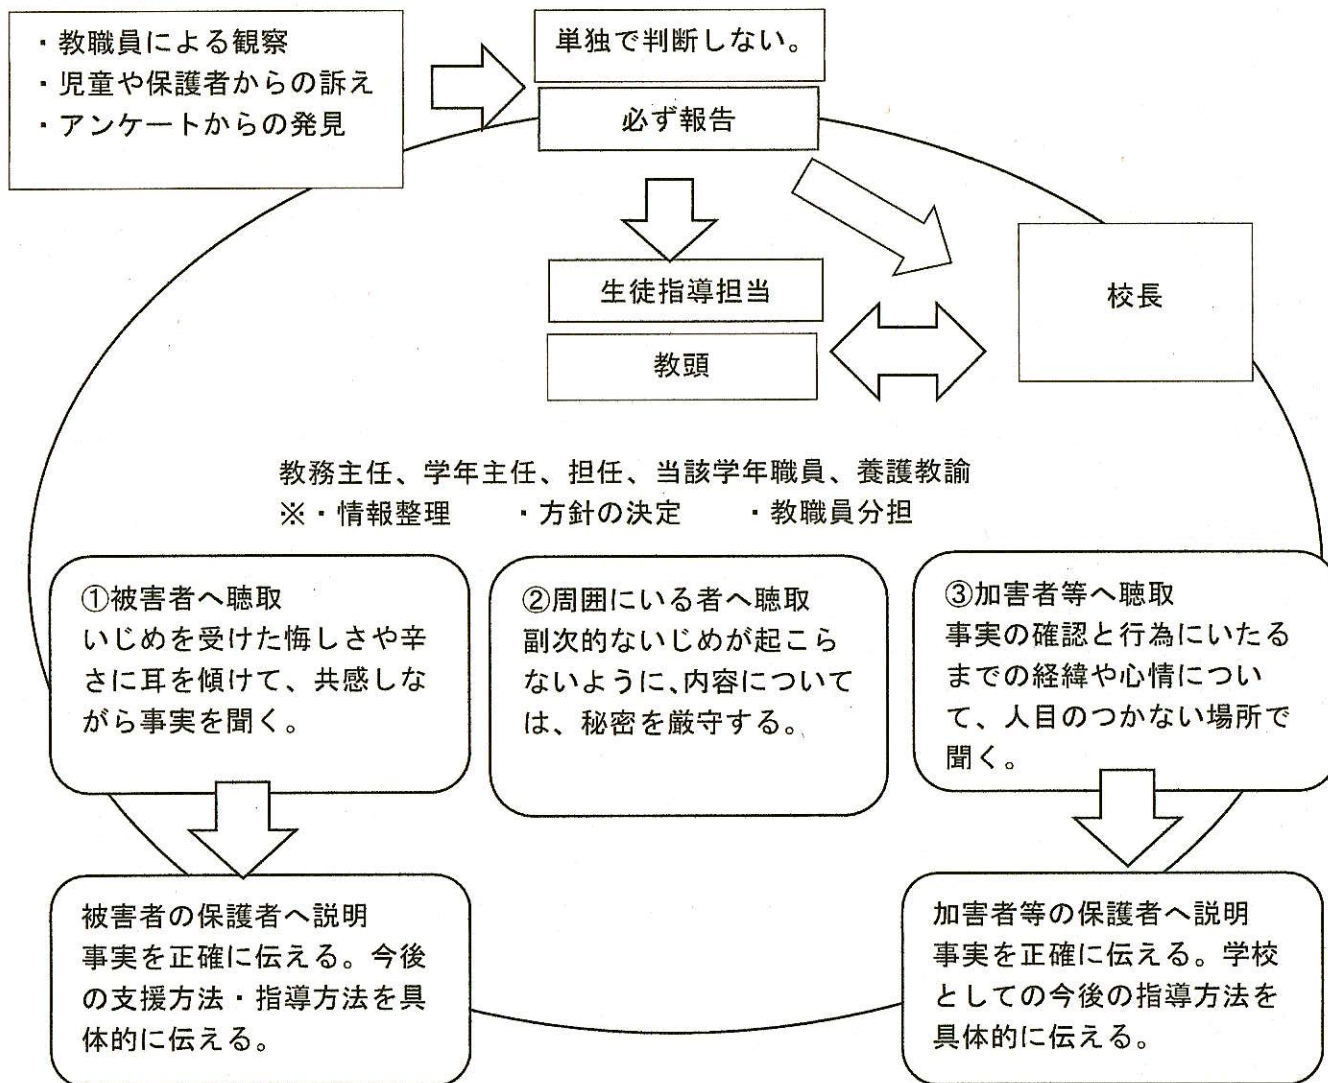 ・教職員による観察
・児童や保護者からの訴え
・アンケートからの発見
単独で判断しない。
必ず報告
生徒指導担当
教頭
校長
教務主任、学年主任、担任、当該学年職員、養護教諭
※・情報整理　　・方針の決定　　・教職員分担
①被害者へ聴取
いじめを受けた悔しさや辛
さに耳を傾けて、共感しな
がら事実を聞く。
②周囲にいる者へ聴取
副次的ないじめが起こら
ないように、内容について
は、秘密を厳守する。
③加害者等へ聴取
事実の確認と行為にいたる
までの経緯や心情につい
て、人目のつかない場所で
聞く。
被害者の保護者へ説明
事実を正確に伝える。今後
の支援方法・指導方法を具
体的に伝える。
加害者等の保護者へ説明
事実を正確に伝える。学校
としての今後の指導方法を
具体的に伝える。